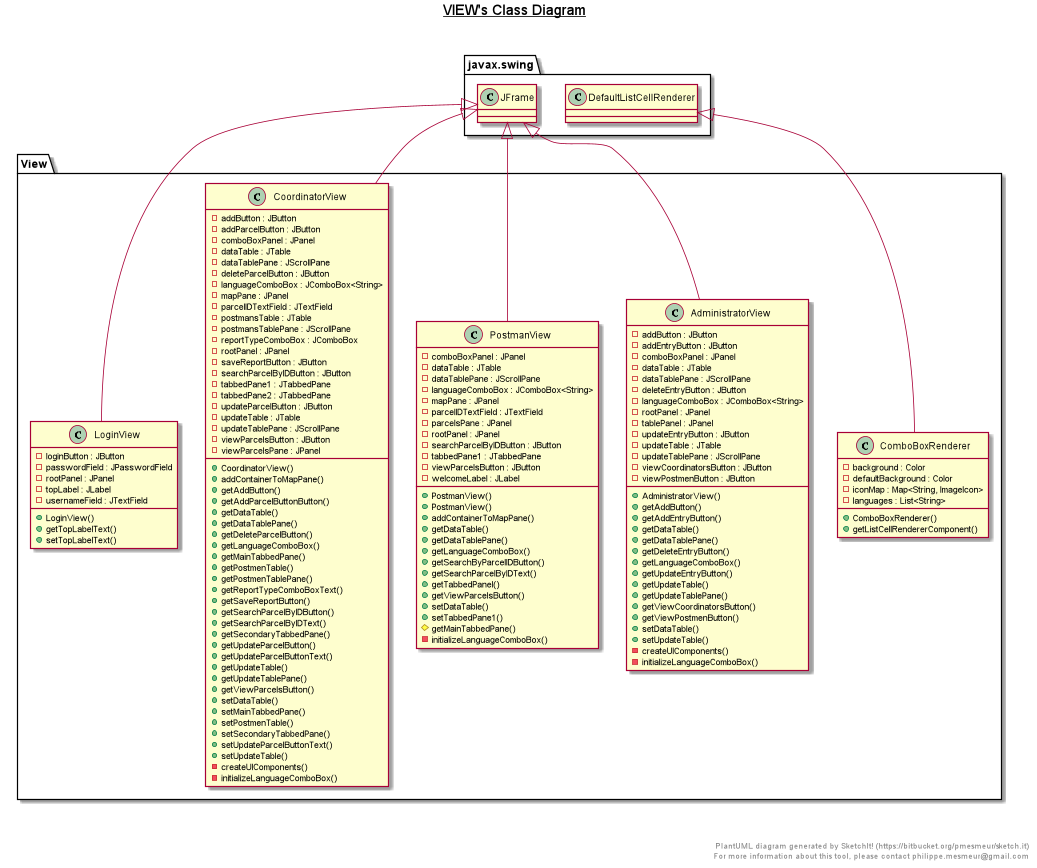 VIEW's Class Diagram
javax.swing
C JFrame
C DefaultListCellRenderer
View
C CoordinatorView
addButton : JButton
addParcelButton : JButton
comboBoxPanel : JPanel
dataTable : JTable
dataTablePane : JScrollPane
deleteParcelButton : JButton
languageComboBox : JComboBox<String>
mapPane : JPanel
parcelIDTextField : JTextField
postmansTable : JTable
postmansTablePane : JScrollPane
reportTypeComboBox : JComboBox
rootPanel : JPanel
saveReportButton : JButton
searchParcelByIDButton : JButton
tabbedPane1 : JTabbedPane
tabbedPane2 : JTabbedPane
updateParcelButton : JButton
updateTable : JTable
updateTablePane : JScrollPane
viewParcelsButton : JButton
viewParcelsPane : JPanel
CoordinatorView()
addContainerToMapPane()
getAddButton()
getAddParcelButtonButton()
getDataTable()
getDataTablePane()
getDeleteParcelButton()
getLanguageComboBox()
getMainTabbedPane()
getPostmenTable()
getPostmenTablePane()
getReportTypeComboBoxText()
getSaveReportButton()
getSearchParcelByIDButton()
getSearchParcelByIDText()
getSecondaryTabbedPane()
getUpdateParcelButton()
getUpdateParcelButtonText()
getUpdateTable()
getUpdateTablePane()
getViewParcelsButton()
setDataTable()
setMainTabbedPane()
setPostmenTable()
setSecondaryTabbedPane()
setUpdateParcelButtonText()
setUpdateTable()
createUIComponents()
initializeLanguageComboBox()
C PostmanView
comboBoxPanel : JPanel
dataTable : JTable
dataTablePane : JScrollPane
languageComboBox : JComboBox<String>
mapPane : JPanel
parcelIDTextField : JTextField
parcelsPane : JPanel
rootPanel : JPanel
searchParcelByIDButton : JButton
tabbedPane1 : JTabbedPane
viewParcelsButton : JButton
welcomeLabel : JLabel
PostmanView()
PostmanView()
addContainerToMapPane()
getDataTable()
getDataTablePane()
getLanguageComboBox()
getSearchByParcelIDButton()
getSearchParcelByIDText()
getTabbedPanel()
getViewParcelsButton()
setDataTable()
setTabbedPane1()
getMainTabbedPane()
initializeLanguageComboBox()
C AdministratorView
addButton : JButton
addEntryButton : JButton
comboBoxPanel : JPanel
dataTable : JTable
dataTablePane : JScrollPane
deleteEntryButton : JButton
languageComboBox : JComboBox<String>
rootPanel : JPanel
tablePanel : JPanel
updateEntryButton : JButton
updateTable : JTable
updateTablePane : JScrollPane
viewCoordinatorsButton : JButton
viewPostmenButton : JButton
AdministratorView()
getAddButton()
getAddEntryButton()
getDataTable()
getDataTablePane()
getDeleteEntryButton()
getLanguageComboBox()
getUpdateEntryButton()
getUpdateTable()
getUpdateTablePane()
getViewCoordinatorsButton()
getViewPostmenButton()
setDataTable()
setUpdateTable()
createUIComponents()
initializeLanguageComboBox()
C LoginView
loginButton : JButton
passwordField : JPasswordField
rootPanel : JPanel
topLabel : JLabel
usernameField : JTextField
LoginView()
getTopLabelText()
setTopLabelText()
C ComboBoxRenderer
background : Color
defaultBackground : Color
iconMap : Map<String, ImageIcon>
languages : List<String>
ComboBoxRenderer()
getListCellRendererComponent()
PlantUML diagram generated by SketchIt! (https://bitbucket.org/pmesmeur/sketch.it)
For more information about this tool, please contact philippe.mesmeur@gmail.com